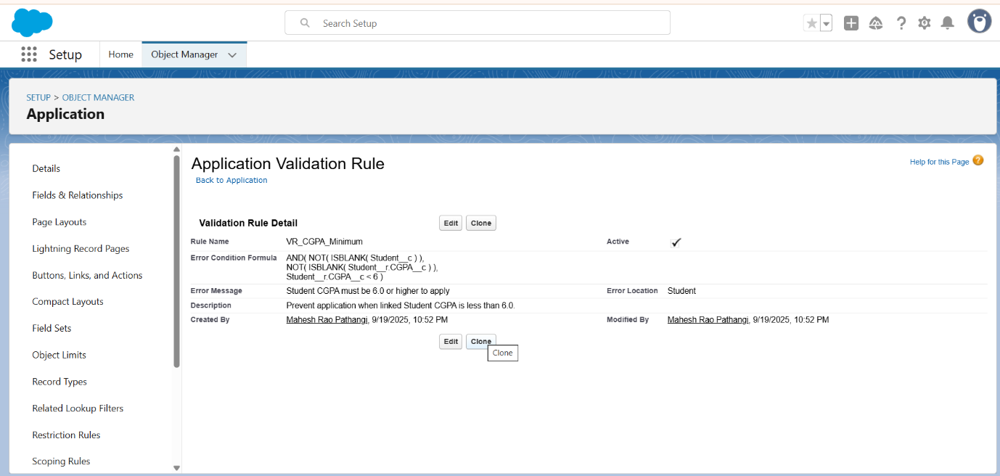 Search Setup
Setup
Home
Object Manager
SETUP > OBJECT MANAGER
Application
Details
Fields & Relationships
Page Layouts
Lightning Record Pages
Buttons, Links, and Actions
Compact Layouts
Field Sets
Object Limits
Record Types
Related Lookup Filters
Restriction Rules
Scoping Rules
Application Validation Rule
Help for this Page ?
Back to Application
Validation Rule Detail
Edit
Clone
Rule Name VR_CGPA_Minimum
Active
Error Condition Formula AND( NOT( ISBLANK( Student__c ) ),
NOT( ISBLANK( Student__r.CGPA__c ) ),
Student__r.CGPA__c < 6 )
Error Message Student CGPA must be 6.0 or higher to apply
Error Location Student
Description Prevent application when linked Student CGPA is less than 6.0.
Created By Mahesh Rao Pathangi, 9/19/2025, 10:52 PM
Modified By Mahesh Rao Pathangi, 9/19/2025, 10:52 PM
Edit
Clone
Clone